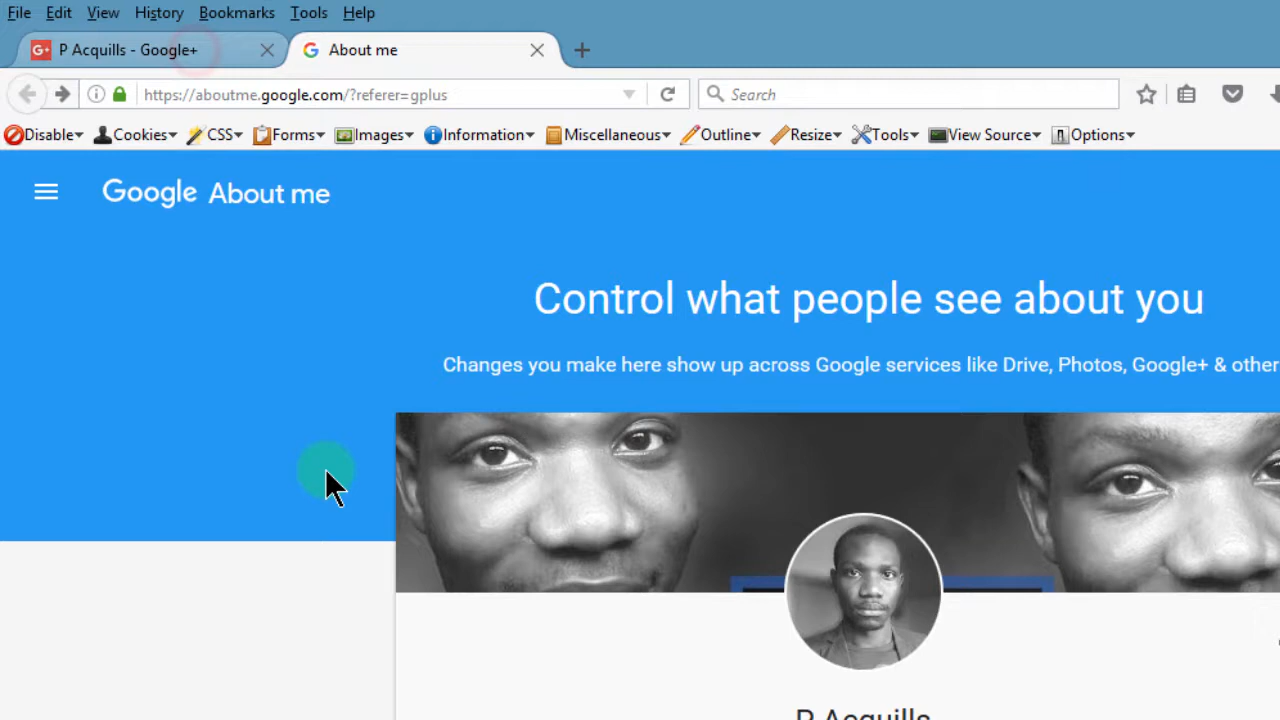 File Edit View History Bookmarks Tools Help
P Acquills - Google+ About me
https://aboutme.google.com/?referer=gplus Search
Disable Cookies CSS Forms Images Information Miscellaneous Outline Resize Tools View Source Options
Google About me
Control what people see about you
Changes you make here show up across Google services like Drive, Photos, Google+ & other
P Acquills